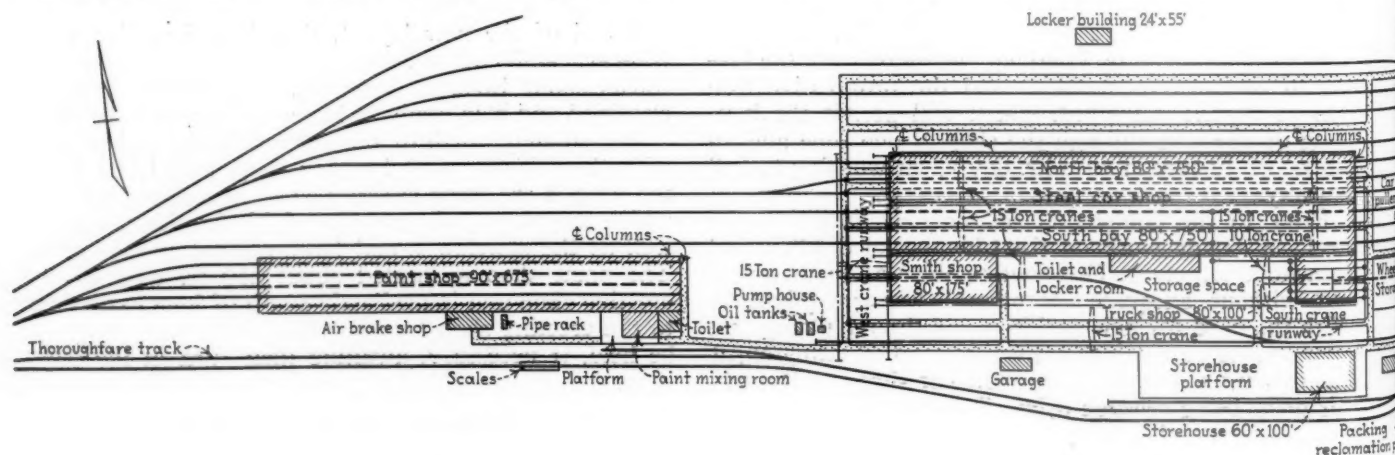 Locker building 24'x55'
℄ Columns
℄ Columns
North bay 80' x 750'
Steel car shop
15 Ton cranes
15 Ton cranes
South bay 80' x 750'
10 Ton crane
West crane runway
℄ Columns
Paint shop 90'x675'
15 Ton crane
Smith shop
80'x175'
Toilet and
locker room
Storage space
Pump house
Oil tanks
Truck shop 80'x100'
South crane
runway
15 Ton crane
Air brake shop
Pipe rack
Toilet
Thoroughfare track
Scales
Platform
Paint mixing room
Garage
Storehouse
platform
Storehouse 60'x100'
Packing